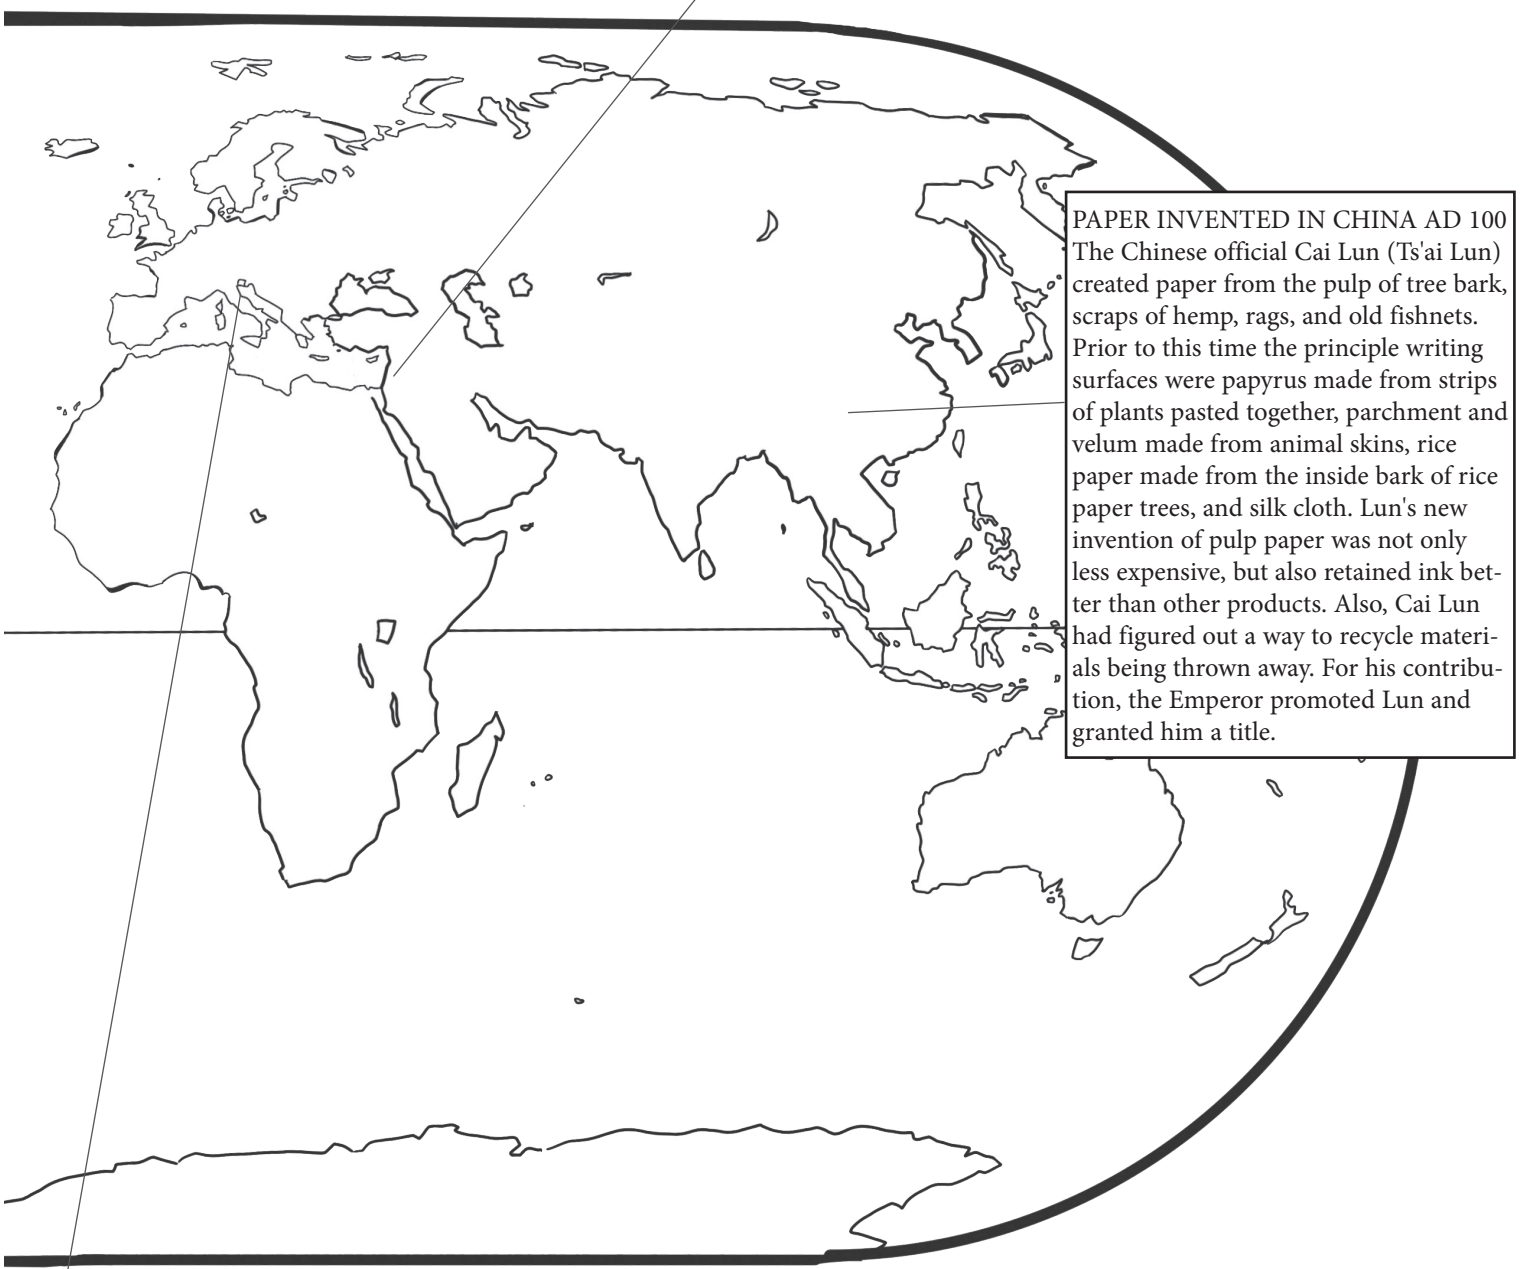 PAPER INVENTED IN CHINA AD 100
The Chinese official Cai Lun (Ts'ai Lun)
created paper from the pulp of tree bark,
scraps of hemp, rags, and old fishnets.
Prior to this time the principle writing
surfaces were papyrus made from strips
of plants pasted together, parchment and
velum made from animal skins, rice
paper made from the inside bark of rice
paper trees, and silk cloth. Lun's new
invention of pulp paper was not only
less expensive, but also retained ink bet-
ter than other products. Also, Cai Lun
had figured out a way to recycle materi-
als being thrown away. For his contribu-
tion, the Emperor promoted Lun and
granted him a title.